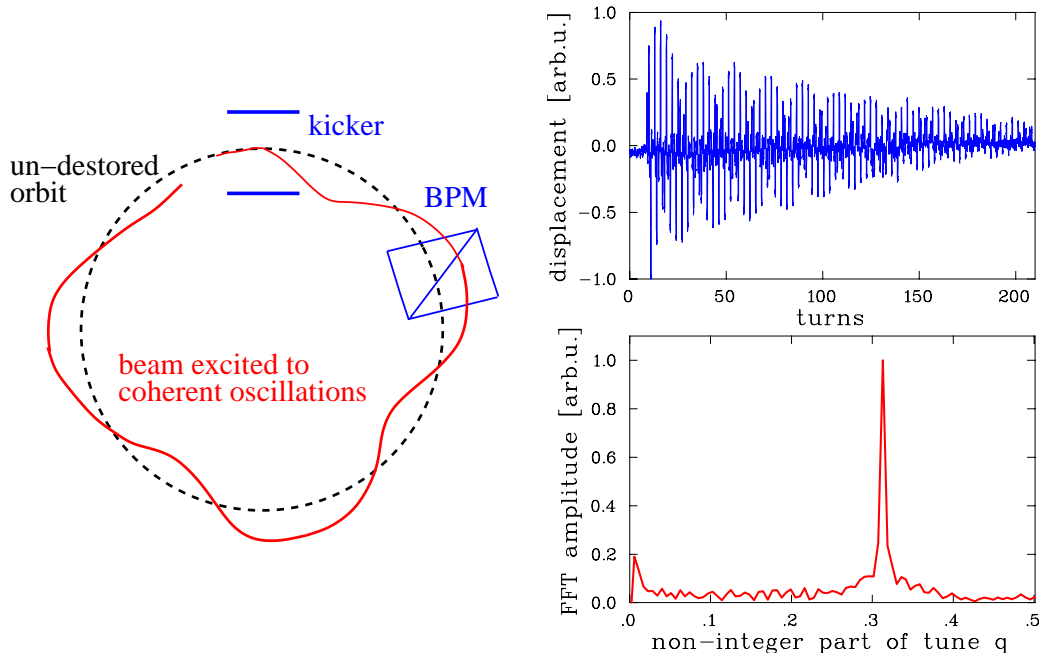 kicker
un-destored
orbit
BPM
beam excited to
coherent oscillations
displacement [arb.u.]
1.0
0.5
0.0
−0.5
−1.0
0
50
100
150
200
turns
FFT amplitude [arb.u.]
1.0
0.8
0.6
0.4
0.2
0.0
.0
.1
.2
.3
.4
.5
non−integer part of tune q